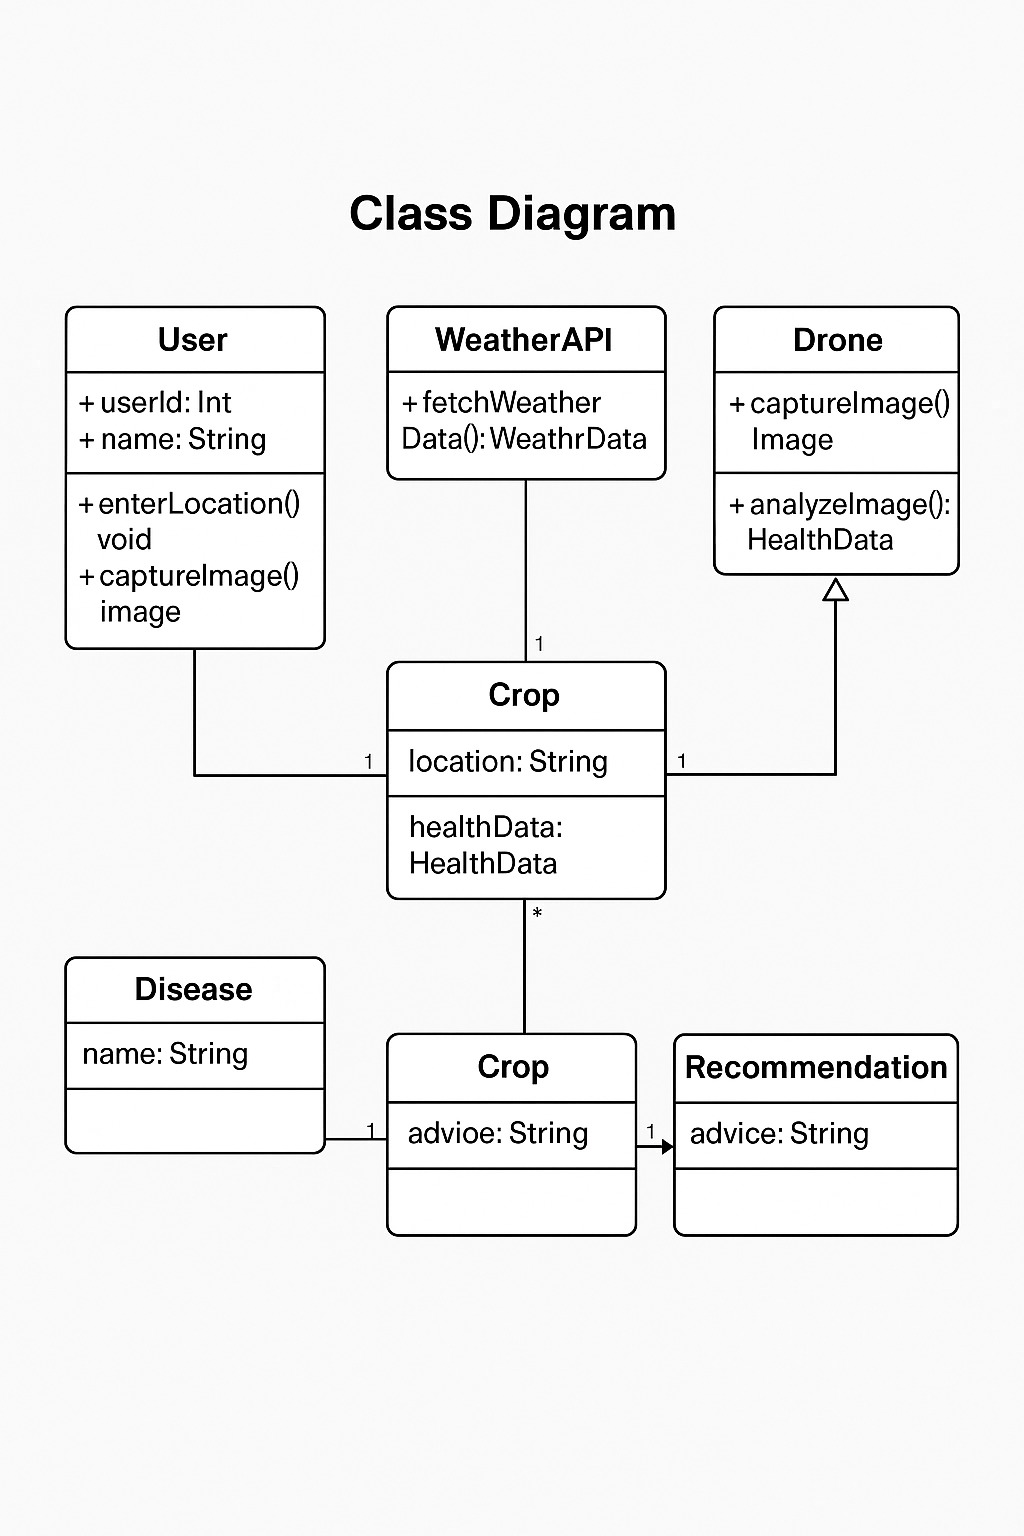 Class Diagram
User
+ userId: Int
+ name: String
+ enterLocation()
void
+ captureImage()
image
WeatherAPI
+ fetchWeather
Data(): WeathrData
Drone
+ captureImage()
Image
+ analyzeImage():
HealthData
1
Crop
location: String
healthData:
HealthData
1
1
*
Disease
name: String
1
Crop
advioe: String
1
Recommendation
advice: String